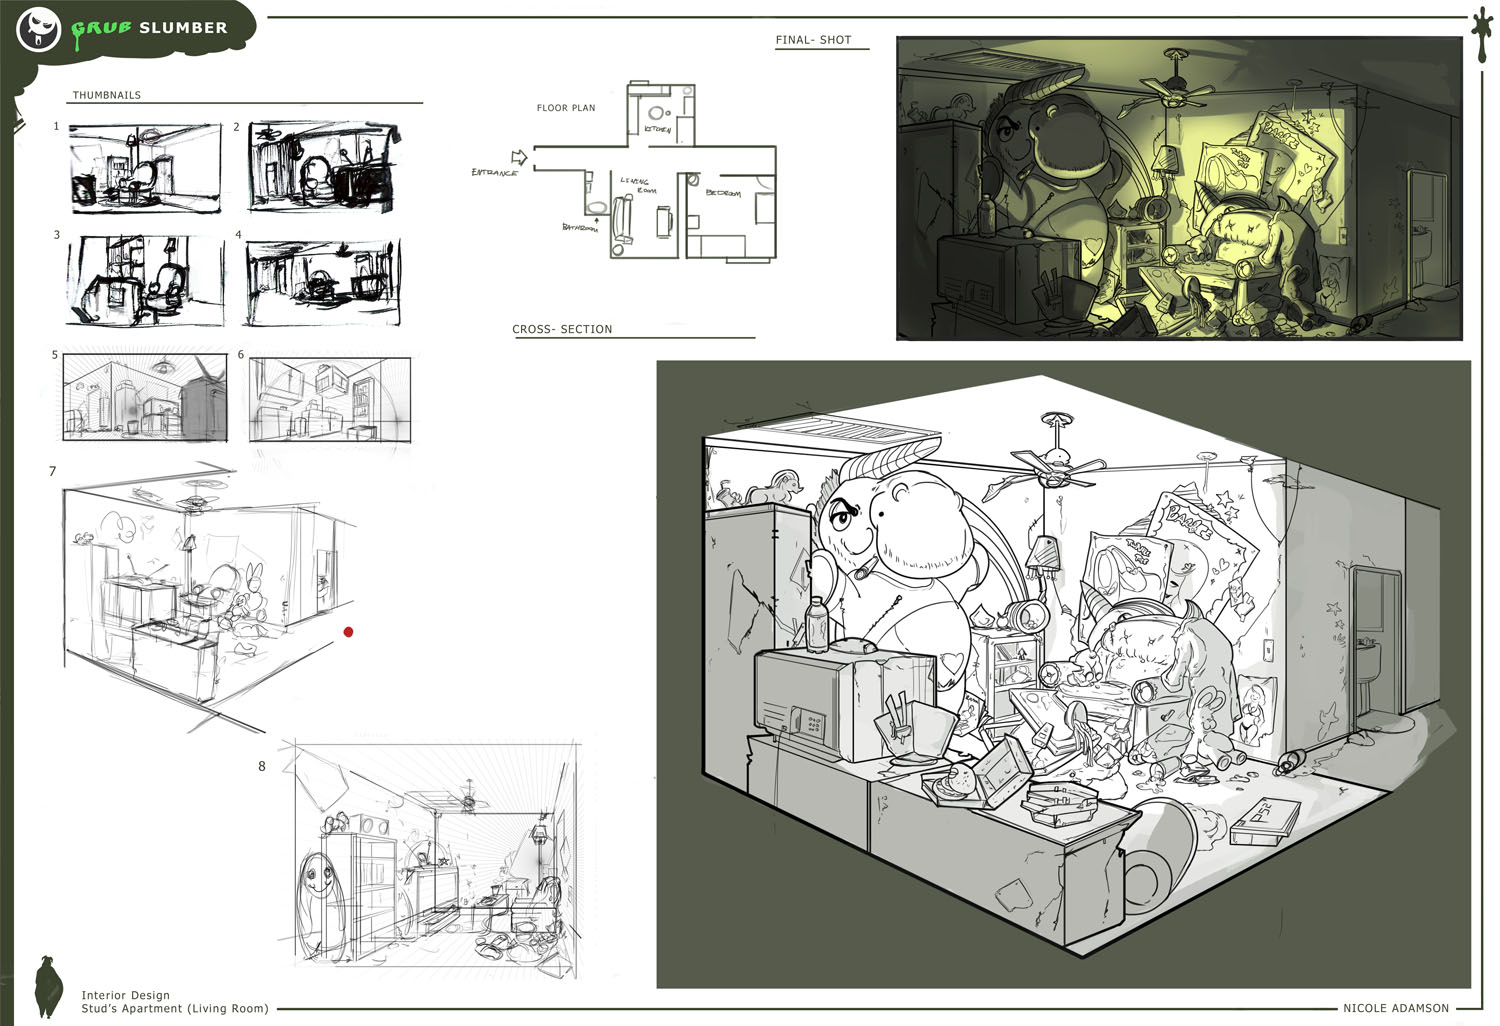 GRUB SLUMBER
THUMBNAILS
1
2
3
4
5
6
7
8
FLOOR PLAN
KITCHEN
ENTRANCE
LIVING
ROOM
BEDROOM
BATHROOM
CROSS- SECTION
FINAL- SHOT
PS2
Interior Design
Stud's Apartment (Living Room)
NICOLE ADAMSON